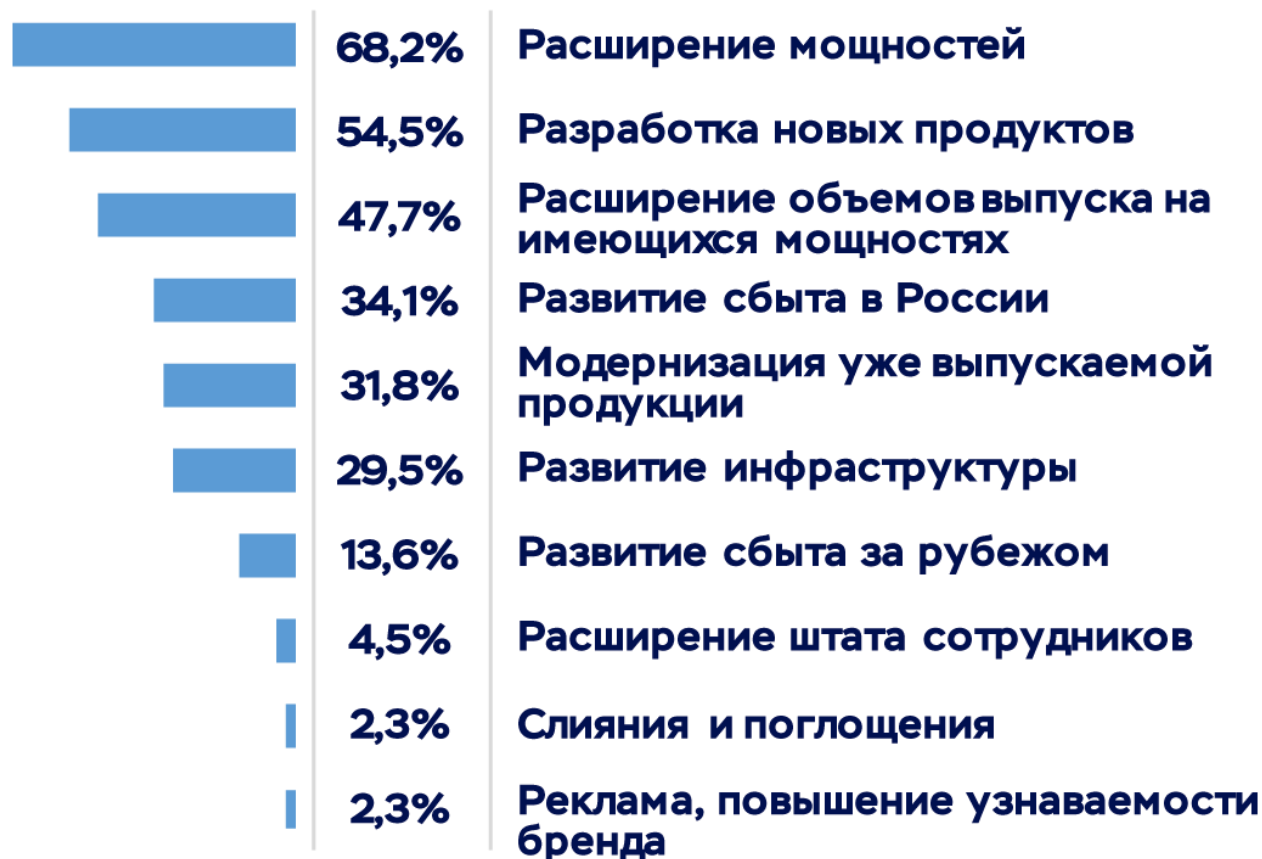 68,2% Расширение мощностей
54,5% Разработка новых продуктов
47,7% Расширение объемов выпуска на
имеющихся мощностях
34,1% Развитие сбыта в России
31,8% Модернизация уже выпускаемой
продукции
29,5% Развитие инфраструктуры
13,6% Развитие сбыта за рубежом
4,5% Расширение штата сотрудников
2,3% Слияния и поглощения
2,3% Реклама, повышение узнаваемости
бренда